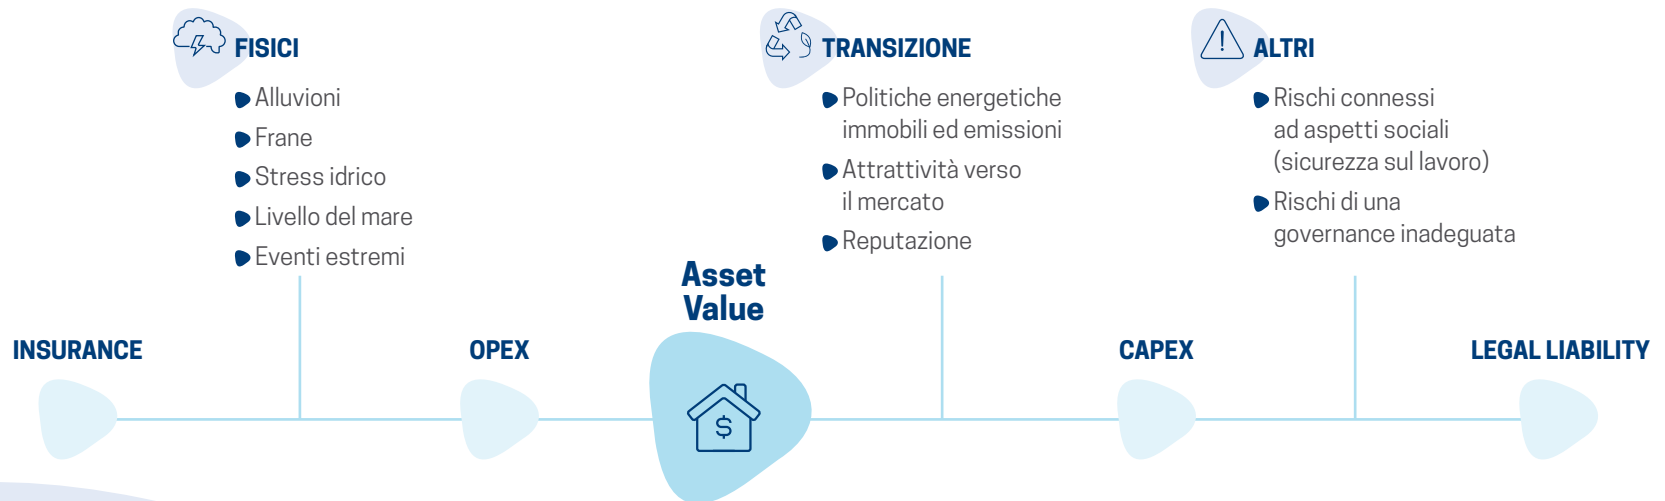 FISICI
Alluvioni
Frane
Stress idrico
Livello del mare
Eventi estremi
TRANSIZIONE
Politiche energetiche
immobili ed emissioni
Attrattività verso
il mercato
Reputazione
ALTRI
Rischi connessi
ad aspetti sociali
(sicurezza sul lavoro)
Rischi di una
governance inadeguata
INSURANCE
OPEX
Asset
Value
$
CAPEX
LEGAL LIABILITY